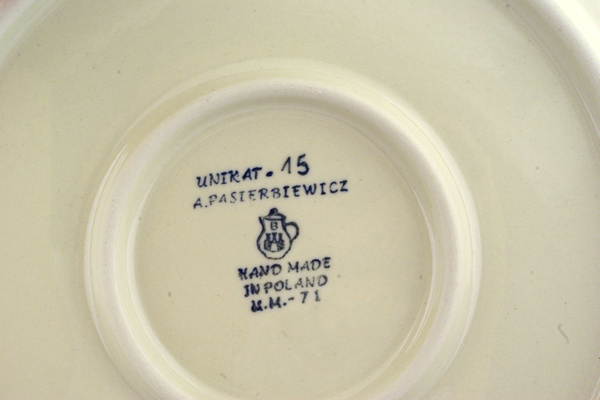 UNIKAT - 15
A.PASIERBIEWICZ
B
HAND MADE
IN POLAND
M.M.-71